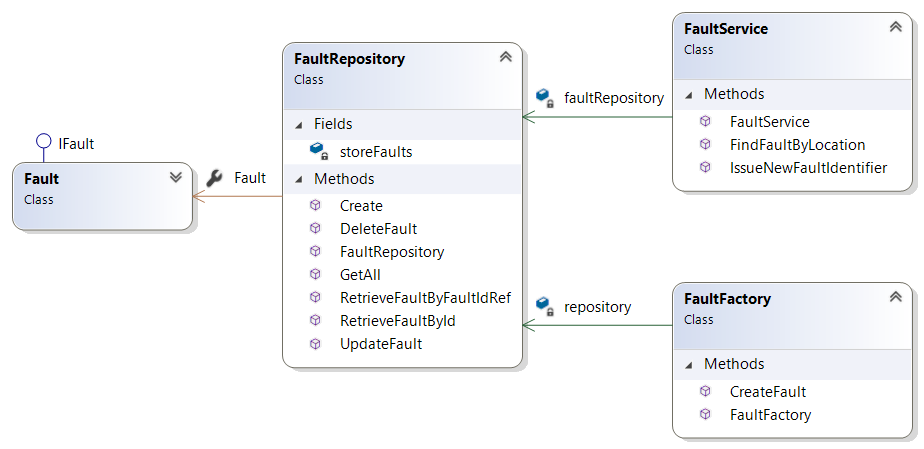 IFault
Fault
Class
Fault
FaultRepository
Class
Fields
storeFaults
Methods
Create
DeleteFault
FaultRepository
GetAll
RetrieveFaultByFaultIdRef
RetrieveFaultById
UpdateFault
faultRepository
FaultService
Class
Methods
FaultService
FindFaultByLocation
IssueNewFaultIdentifier
repository
FaultFactory
Class
Methods
CreateFault
FaultFactory